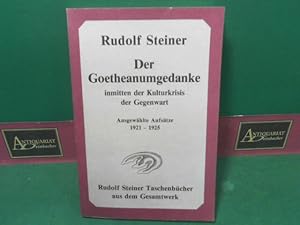 Rudolf Steiner
Der
Goetheanumgedanke
inmitten der Kulturkrisis
der Gegenwart
Ausgewählte Aufsätze
1921 – 1925
Rudolf Steiner Taschenbücher
aus dem Gesamtwerk
ANTIQUARIAT
ANTIQUARIAT